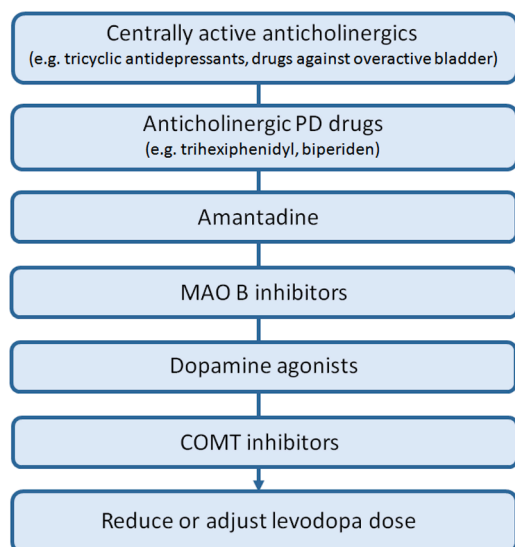 Centrally active anticholinergics
(e.g. tricyclic antidepressants, drugs against overactive bladder)
Anticholinergic PD drugs
(e.g. trihexiphenidyl, biperiden)
Amantadine
MAO B inhibitors
Dopamine agonists
COMT inhibitors
Reduce or adjust levodopa dose